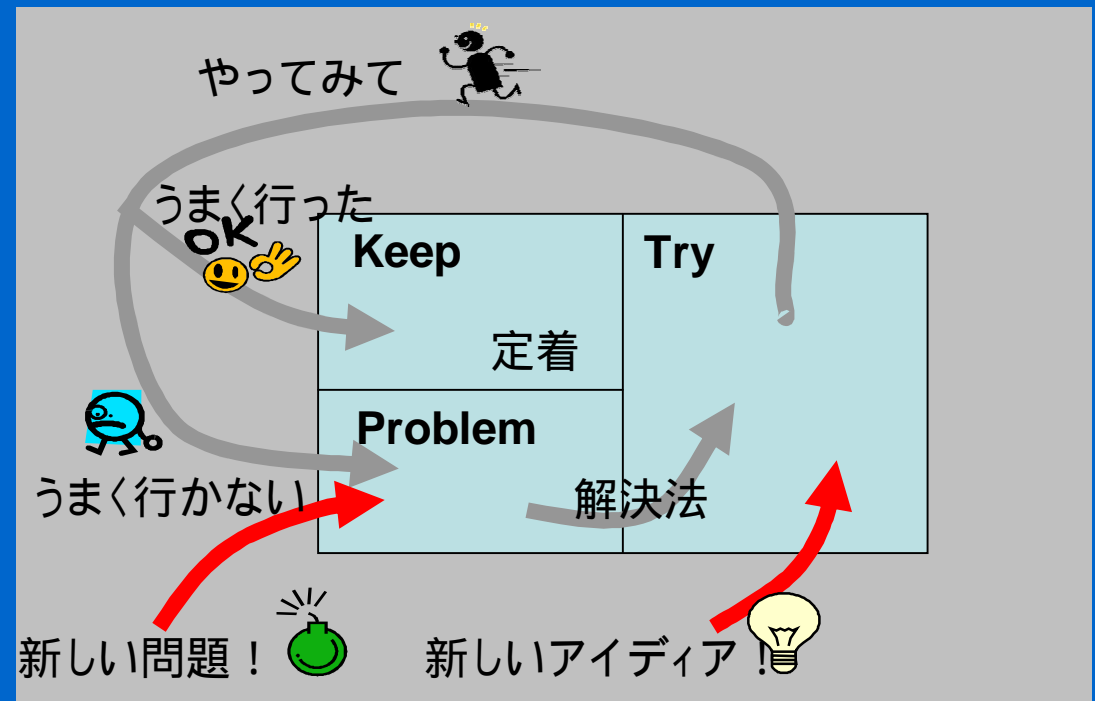 やってみて
うまく行った
OK
Keep
Try
定着
Problem
うまく行かない
解決法
新しい問題！
新しいアイディア！